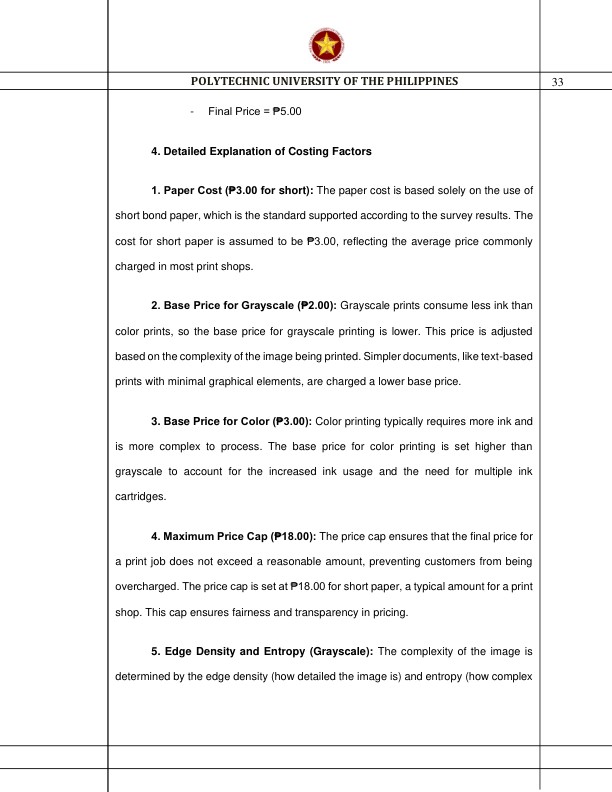 POLYTECHNIC UNIVERSITY OF THE PHILIPPINES
33
- Final Price = ₱5.00
4. Detailed Explanation of Costing Factors
1. Paper Cost (₱3.00 for short): The paper cost is based solely on the use of
short bond paper, which is the standard supported according to the survey results. The
cost for short paper is assumed to be ₱3.00, reflecting the average price commonly
charged in most print shops.
2. Base Price for Grayscale (₱2.00): Grayscale prints consume less ink than
color prints, so the base price for grayscale printing is lower. This price is adjusted
based on the complexity of the image being printed. Simpler documents, like text-based
prints with minimal graphical elements, are charged a lower base price.
3. Base Price for Color (₱3.00): Color printing typically requires more ink and
is more complex to process. The base price for color printing is set higher than
grayscale to account for the increased ink usage and the need for multiple ink
cartridges.
4. Maximum Price Cap (₱18.00): The price cap ensures that the final price for
a print job does not exceed a reasonable amount, preventing customers from being
overcharged. The price cap is set at ₱18.00 for short paper, a typical amount for a print
shop. This cap ensures fairness and transparency in pricing.
5. Edge Density and Entropy (Grayscale): The complexity of the image is
determined by the edge density (how detailed the image is) and entropy (how complex